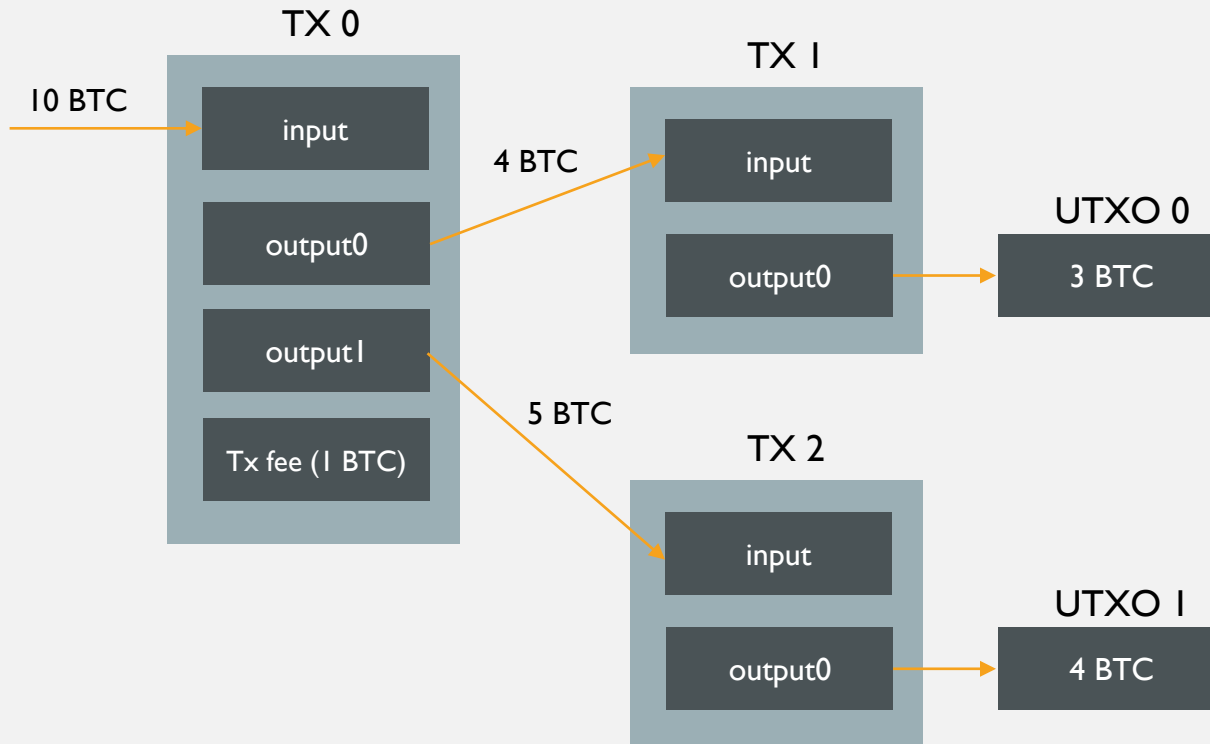 TX 0
10 BTC
input
output0
output1
Tx fee (1 BTC)
4 BTC
5 BTC
TX 1
input
output0
UTXO 0
3 BTC
TX 2
input
output0
UTXO 1
4 BTC